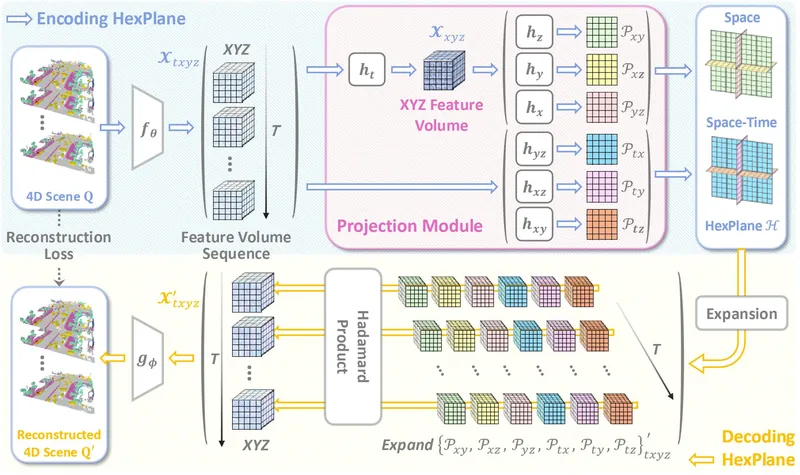 Encoding HexPlane
4D Scene Q
f_θ
𝒳_txyz
XYZ
T
Feature Volume
Sequence
h_t
𝒳_xyz
XYZ Feature
Volume
h_z
𝒫_xy
h_y
𝒫_xz
h_x
𝒫_yz
h_yz
𝒫_tx
h_xz
𝒫_ty
h_xy
𝒫_tz
Projection Module
Space
Space-Time
HexPlane ℋ
Reconstruction
Loss
Reconstructed
4D Scene Q′
g_ϕ
𝒳′_txyz
T
XYZ
Hadamard
Product
T
Expansion
Expand {𝒫_xy, 𝒫_xz, 𝒫_yz, 𝒫_tx, 𝒫_ty, 𝒫_tz}′_txyz
Decoding
HexPlane